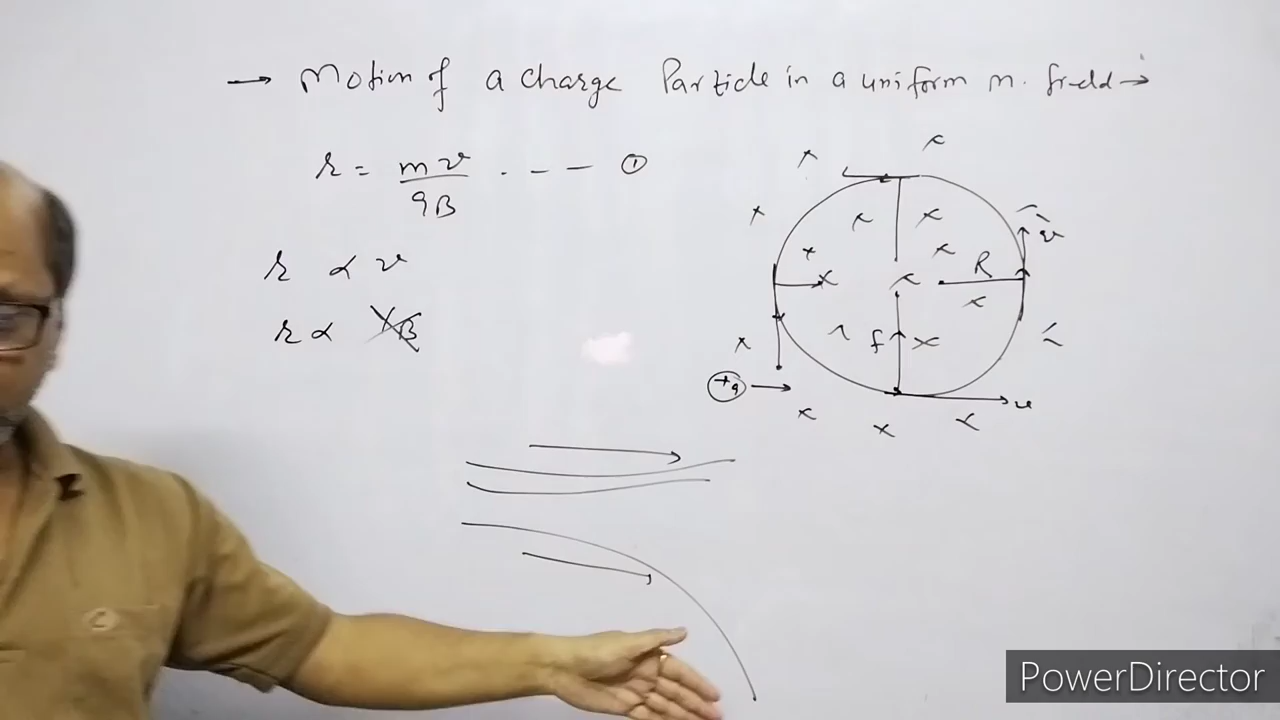 → Motion of a charge Particle in a uniform m. field →
r = mv/qB . - - - ①
r ∝ v
r ∝ 1/B
R
v
f
+q
v
PowerDirector